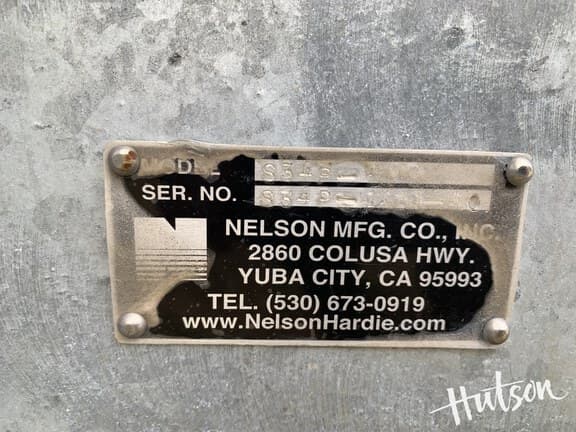 MODEL
SER. NO.
NELSON MFG. CO., INC.
2860 COLUSA HWY.
YUBA CITY, CA 95993
TEL. (530) 673-0919
www.NelsonHardie.com
Hutson